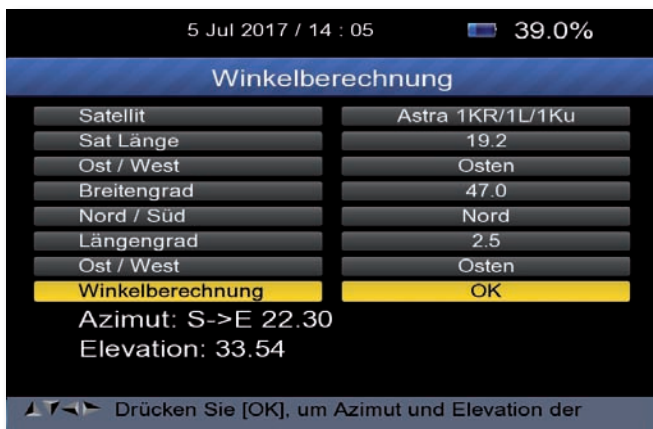 5 Jul 2017 / 14 : 05 39.0%
Winkelberechnung
Satellit Astra 1KR/1L/1Ku
Sat Länge 19.2
Ost / West Osten
Breitengrad 47.0
Nord / Süd Nord
Längengrad 2.5
Ost / West Osten
Winkelberechnung OK
Azimut: S->E 22.30
Elevation: 33.54
Drücken Sie [OK], um Azimut und Elevation der